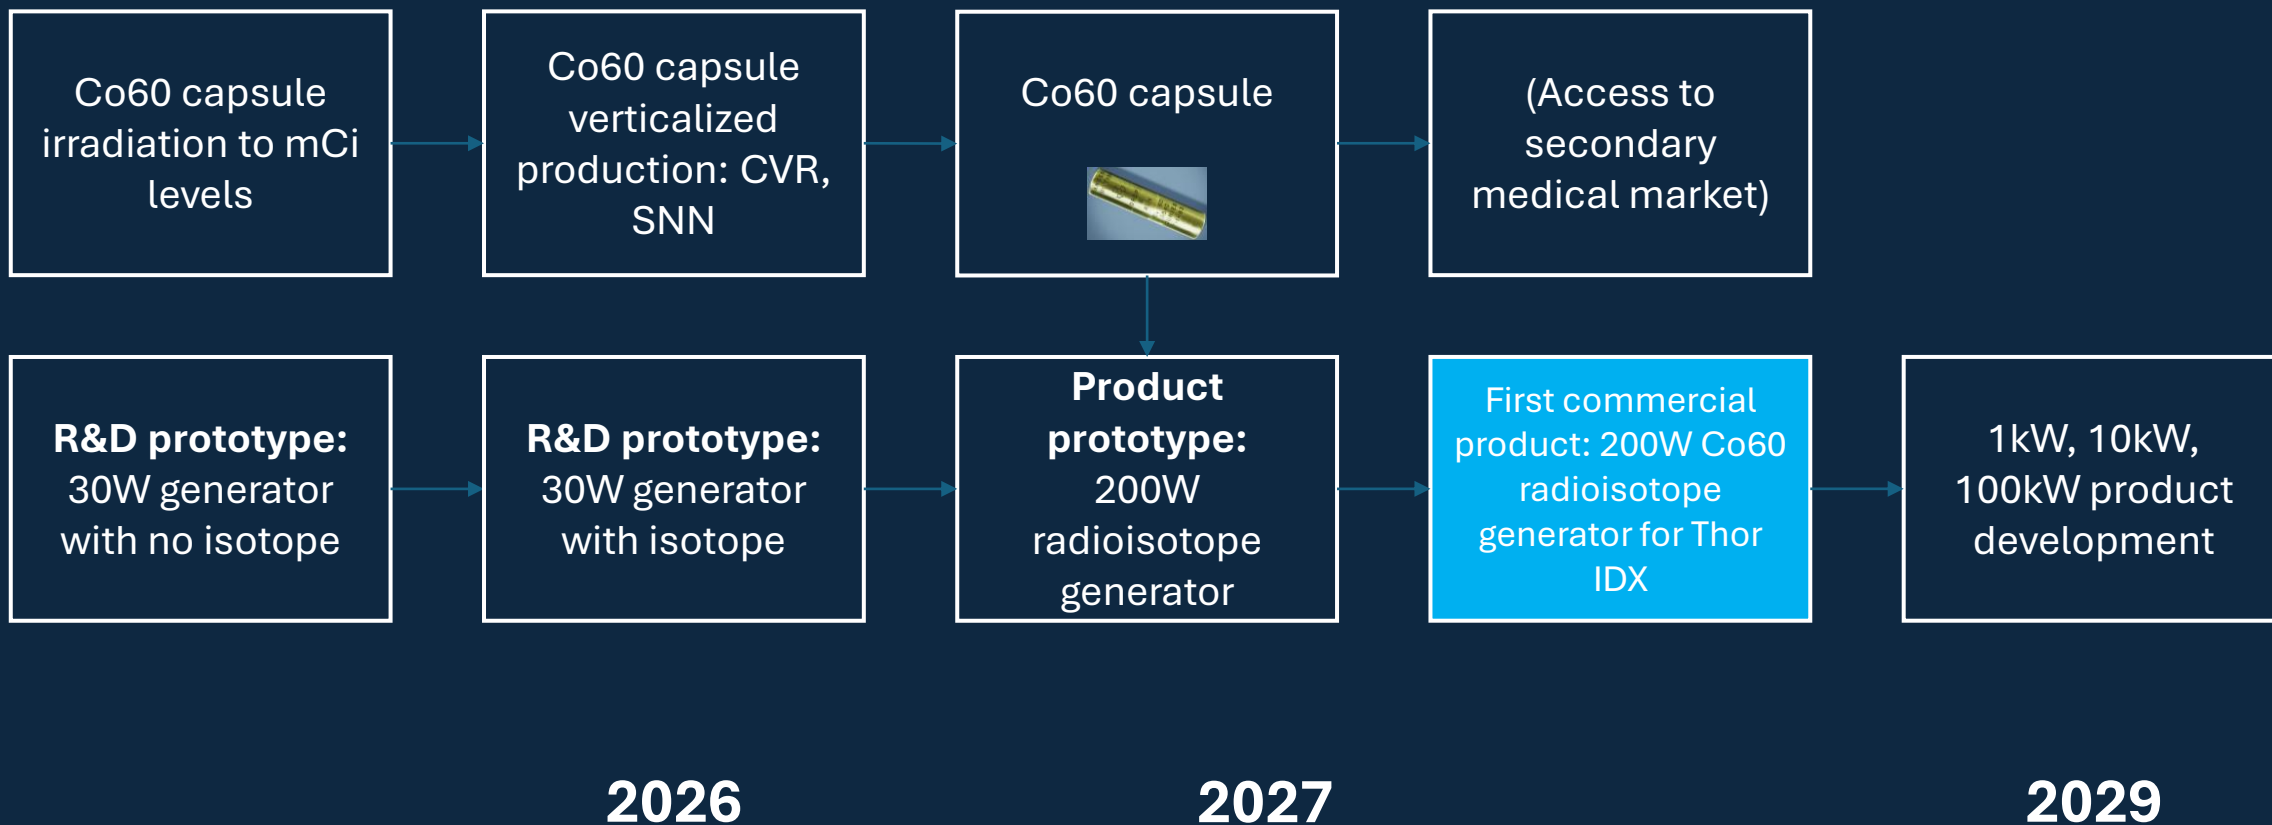 Co60 capsule
irradiation to mCi
levels
Co60 capsule
verticalized
production: CVR,
SNN
Co60 capsule
(Access to
secondary
medical market)
R&D prototype:
30W generator
with no isotope
R&D prototype:
30W generator
with isotope
Product
prototype:
200W
radioisotope
generator
First commercial
product: 200W Co60
radioisotope
generator for Thor
IDX
1kW, 10kW,
100kW product
development
2026
2027
2029